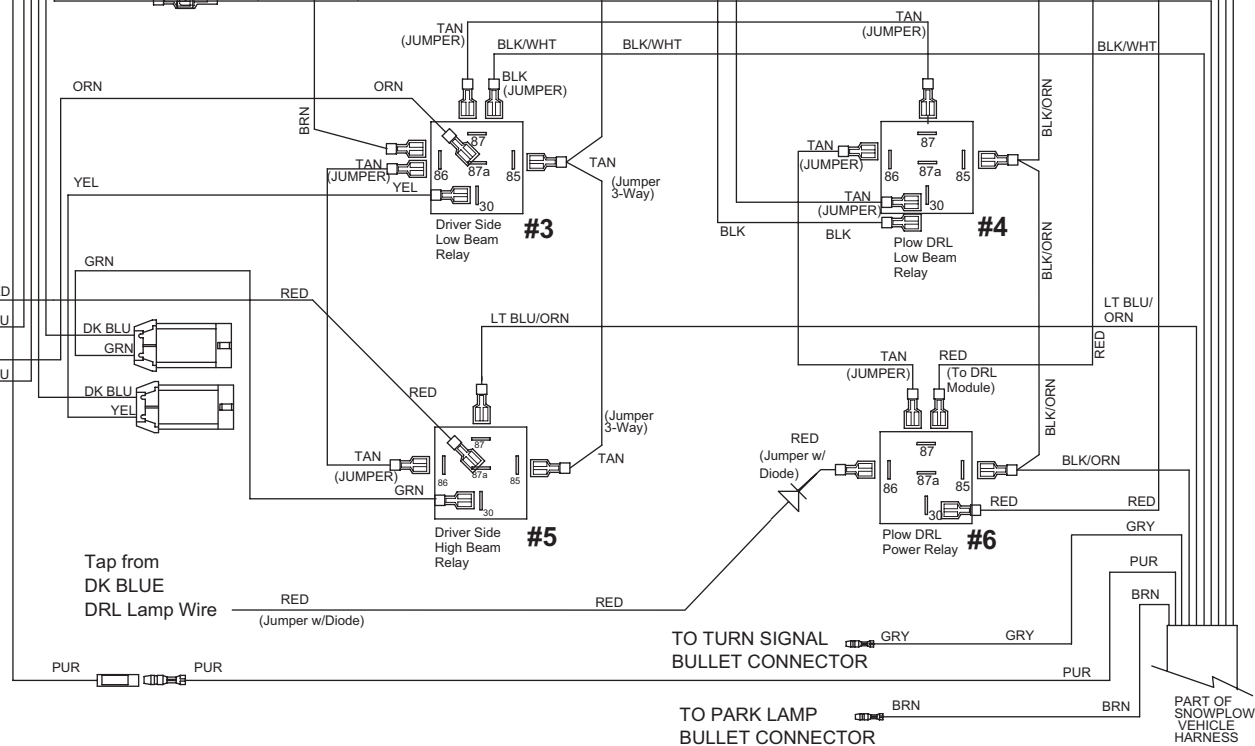 TAN
(JUMPER)
BLK/WHT
BLK/WHT
TAN
(JUMPER)
BLK/WHT
ORN
ORN
BLK
(JUMPER)
BRN
BLK/ORN
87
87a
86
85
30
TAN
(JUMPER)
YEL
YEL
TAN
(Jumper
3-Way)
Driver Side
Low Beam
Relay
#3
TAN
(JUMPER)
87
87a
86
85
30
TAN
(JUMPER)
BLK
BLK
Plow DRL
Low Beam
Relay
#4
BLK/ORN
GRN
D
RED
U
LT BLU/ORN
LT BLU/
ORN
RED
DK BLU
GRN
U
DK BLU
YEL
RED
TAN
(JUMPER)
RED
(To DRL
Module)
BLK/ORN
(Jumper
3-Way)
TAN
87
87a
86
85
30
TAN
(JUMPER)
GRN
Driver Side
High Beam
Relay
#5
RED
(Jumper w/
Diode)
87
87a
86
85
30
BLK/ORN
RED
RED
Plow DRL
Power Relay
#6
GRY
PUR
BRN
Tap from
DK BLUE
DRL Lamp Wire
RED
(Jumper w/Diode)
RED
TO TURN SIGNAL
BULLET CONNECTOR
GRY
GRY
PUR
PUR
PUR
TO PARK LAMP
BULLET CONNECTOR
BRN
BRN
PART OF
SNOWPLOW
VEHICLE
HARNESS